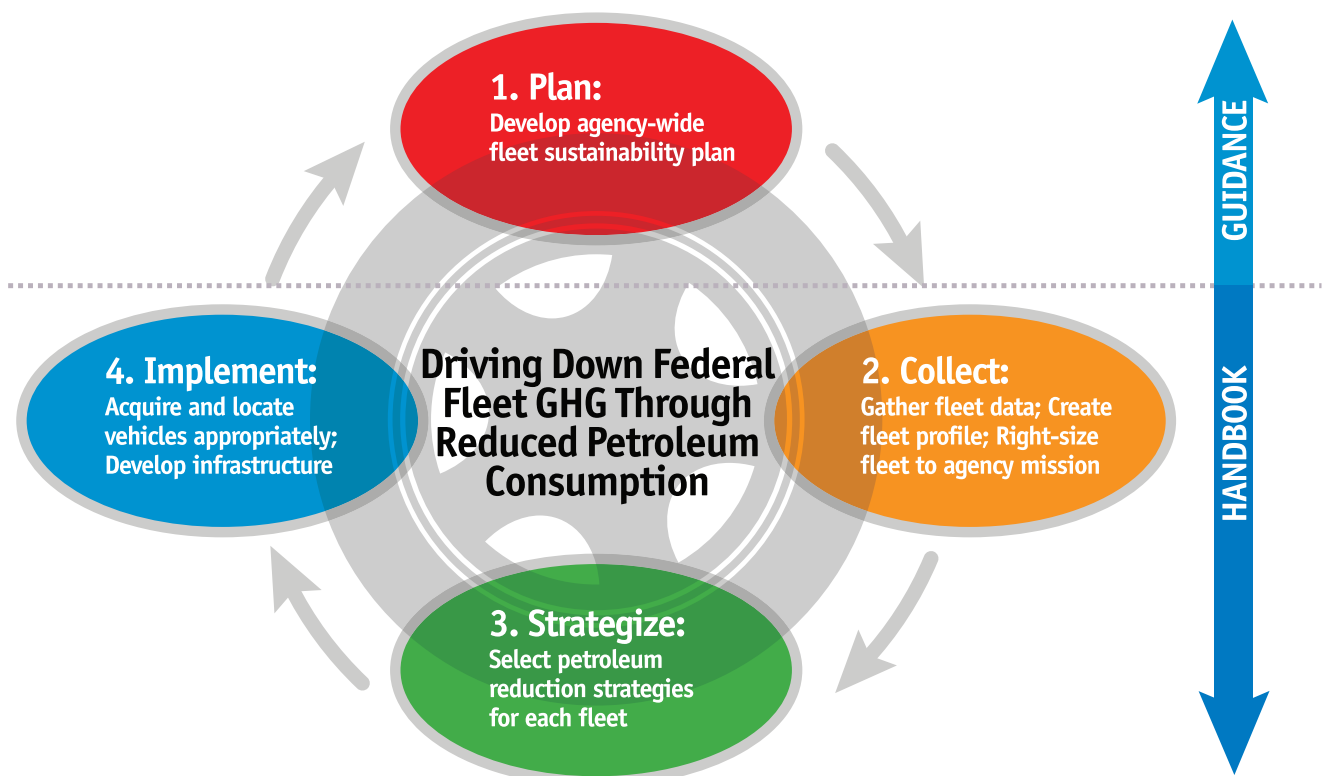 1. Plan:
Develop agency-wide
fleet sustainability plan
GUIDANCE
Driving Down Federal
Fleet GHG Through
Reduced Petroleum
Consumption
4. Implement:
Acquire and locate
vehicles appropriately;
Develop infrastructure
2. Collect:
Gather fleet data; Create
fleet profile; Right-size
fleet to agency mission
HANDBOOK
3. Strategize:
Select petroleum
reduction strategies
for each fleet